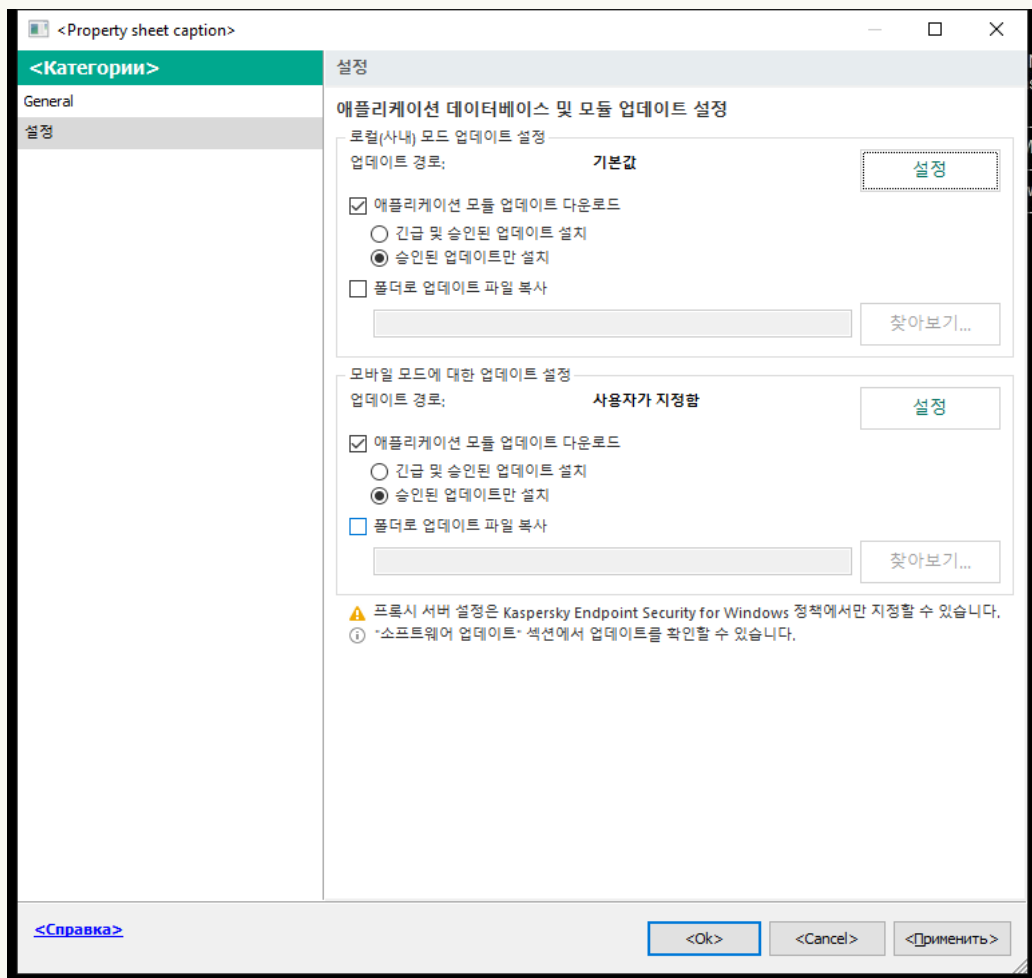 <Property sheet caption>
<Категории>
General
설정
설정
애플리케이션 데이터베이스 및 모듈 업데이트 설정
로컬(사내) 모드 업데이트 설정
업데이트 경로: 기본값 설정
애플리케이션 모듈 업데이트 다운로드
긴급 및 승인된 업데이트 설치
승인된 업데이트만 설치
폴더로 업데이트 파일 복사
찾아보기...
모바일 모드에 대한 업데이트 설정
업데이트 경로: 사용자가 지정함 설정
애플리케이션 모듈 업데이트 다운로드
긴급 및 승인된 업데이트 설치
승인된 업데이트만 설치
폴더로 업데이트 파일 복사
찾아보기...
프록시 서버 설정은 Kaspersky Endpoint Security for Windows 정책에서만 지정할 수 있습니다.
"소프트웨어 업데이트" 섹션에서 업데이트를 확인할 수 있습니다.
<Справка>
<Ok> <Cancel> <Применить>